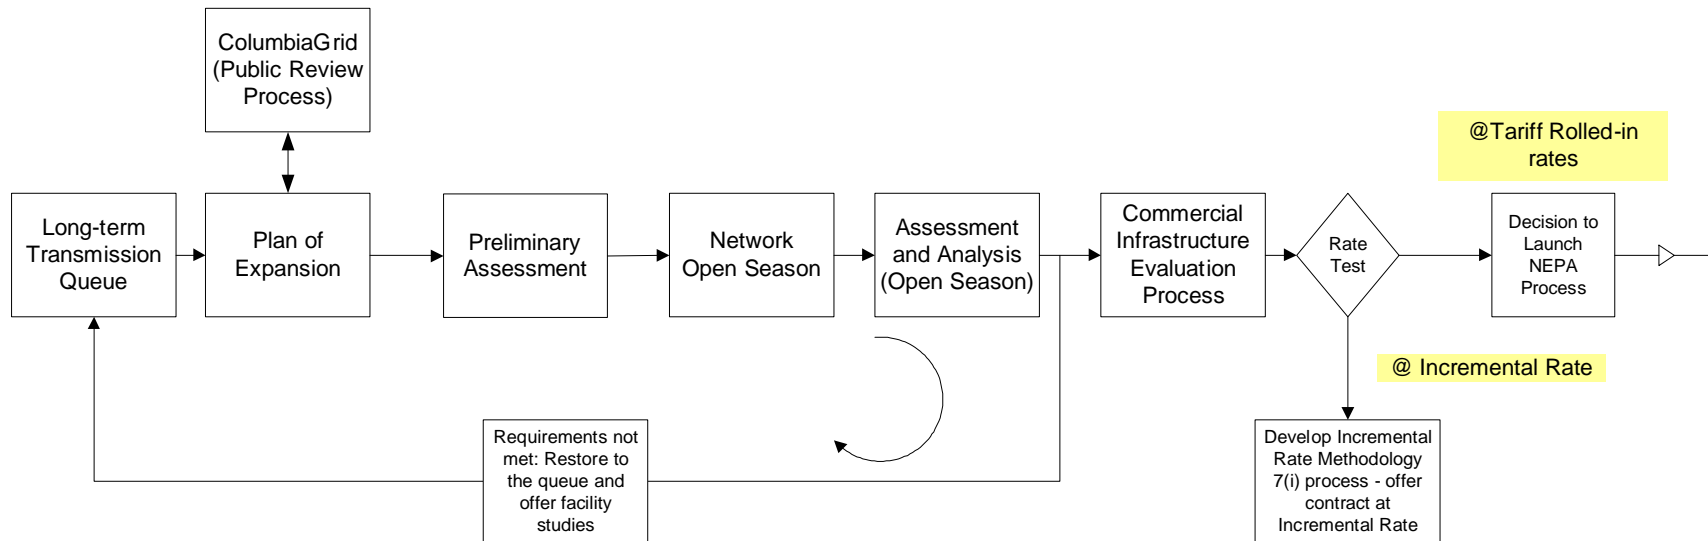 ColumbiaGrid
(Public Review
Process)
@Tariff Rolled-in
rates
Long-term
Transmission
Queue
Plan of
Expansion
Preliminary
Assessment
Network
Open Season
Assessment
and Analysis
(Open Season)
Commercial
Infrastructure
Evaluation
Process
Rate
Test
Decision to
Launch
NEPA
Process
@ Incremental Rate
Requirements not
met: Restore to
the queue and
offer facility
studies
Develop Incremental
Rate Methodology
7(i) process - offer
contract at
Incremental Rate